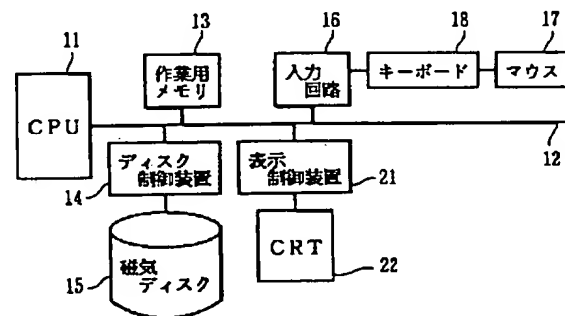 11
CPU
13
作業用
メモリ
16
入力
回路
18
キーボード
17
マウス
12
ディスク
制御装置
14
表示
制御装置
21
磁気
ディスク
15
CRT
22